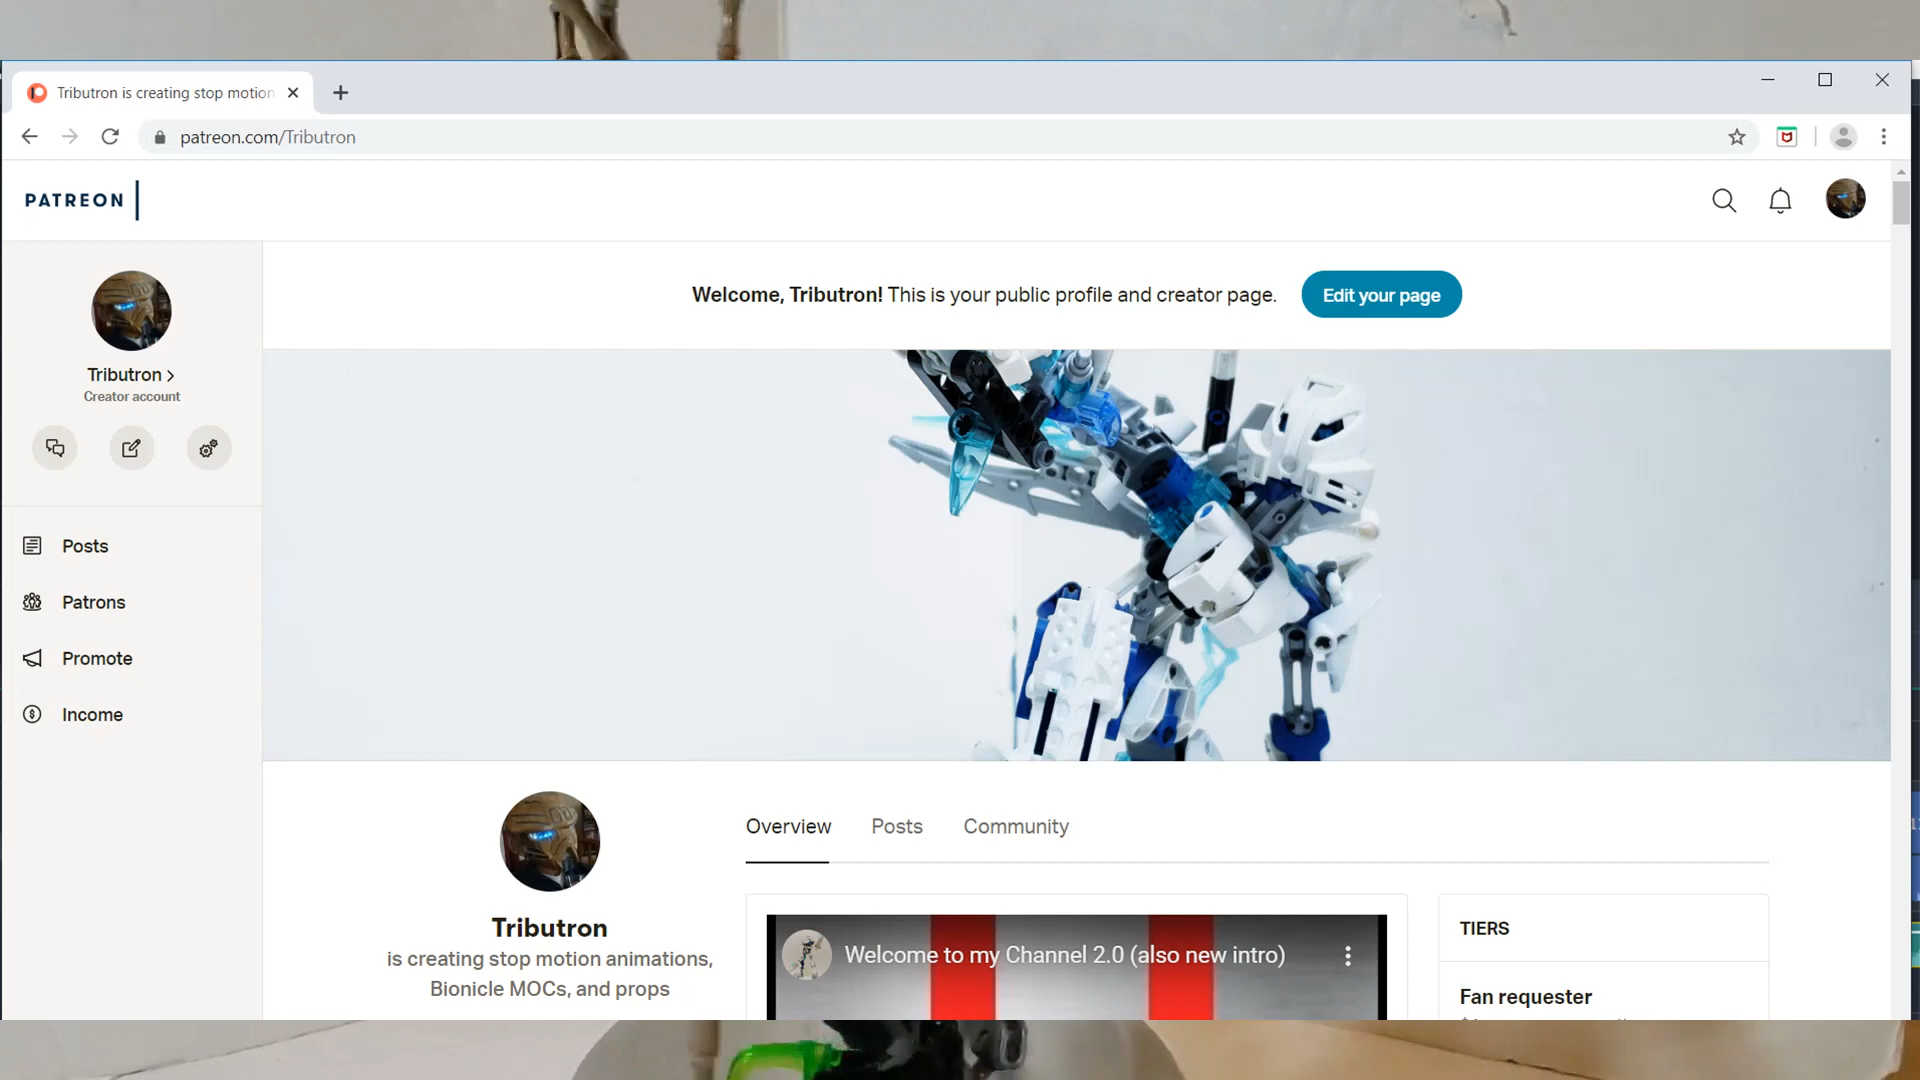 Tributron is creating stop motion
patreon.com/Tributron
PATREON
Welcome, Tributron! This is your public profile and creator page.
Edit your page
Tributron
Creator account
Posts
Patrons
Promote
Income
Overview
Posts
Community
Tributron
is creating stop motion animations,
Bionicle MOCs, and props
Welcome to my Channel 2.0 (also new intro)
TIERS
Fan requester